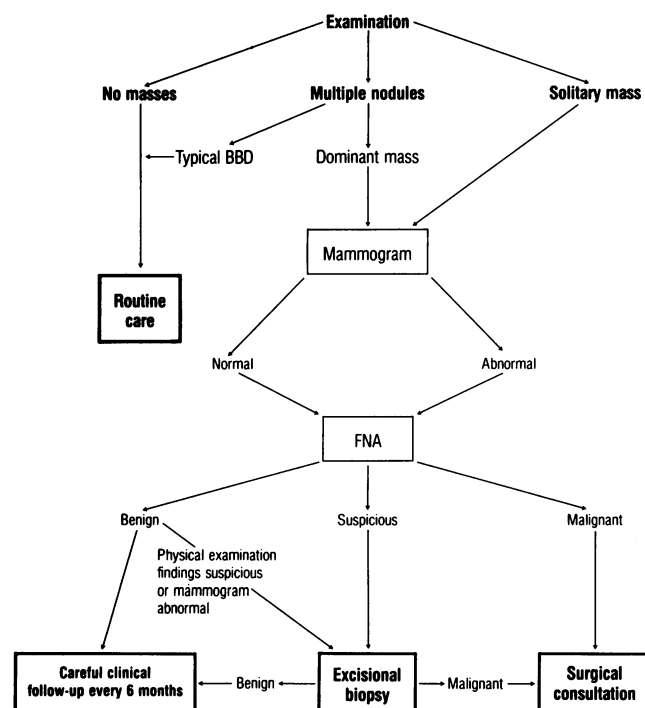 Examination
No masses
Multiple nodules
Solitary mass
Typical BBD
Dominant mass
Mammogram
Routine
care
Normal
Abnormal
FNA
Benign
Suspicious
Malignant
Physical examination
findings suspicious
or mammogram
abnormal
Careful clinical
follow-up every 6 months
Benign
Excisional
biopsy
Malignant
Surgical
consultation